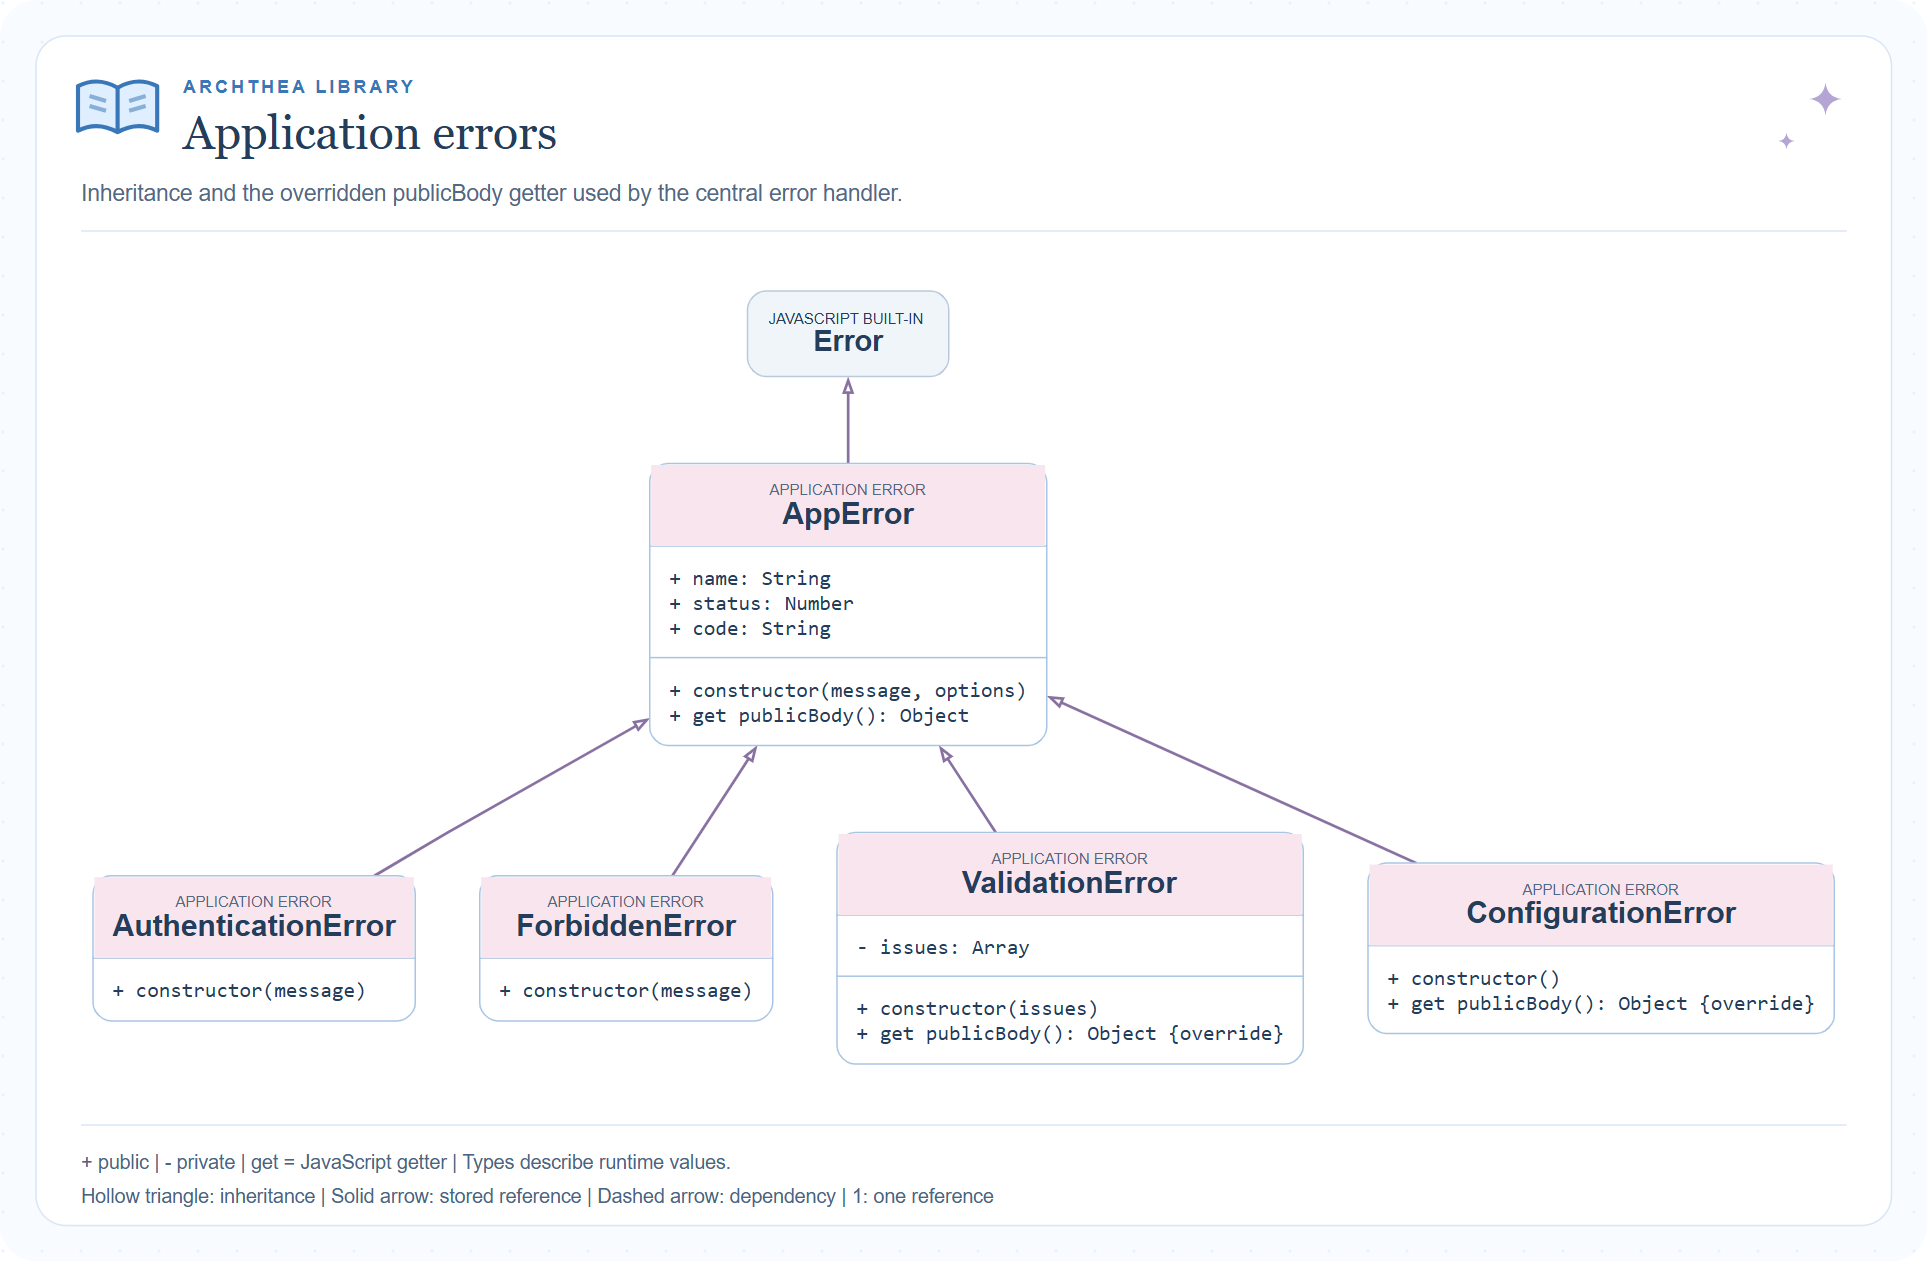 ARCHTHEA LIBRARY
Application errors
Inheritance and the overridden publicBody getter used by the central error handler.
JAVASCRIPT BUILT-IN
Error
APPLICATION ERROR
AppError
+ name: String
+ status: Number
+ code: String
+ constructor(message, options)
+ get publicBody(): Object
APPLICATION ERROR
AuthenticationError
+ constructor(message)
APPLICATION ERROR
ForbiddenError
+ constructor(message)
APPLICATION ERROR
ValidationError
- issues: Array
+ constructor(issues)
+ get publicBody(): Object {override}
APPLICATION ERROR
ConfigurationError
+ constructor()
+ get publicBody(): Object {override}
+ public | - private | get = JavaScript getter | Types describe runtime values.
Hollow triangle: inheritance | Solid arrow: stored reference | Dashed arrow: dependency | 1: one reference